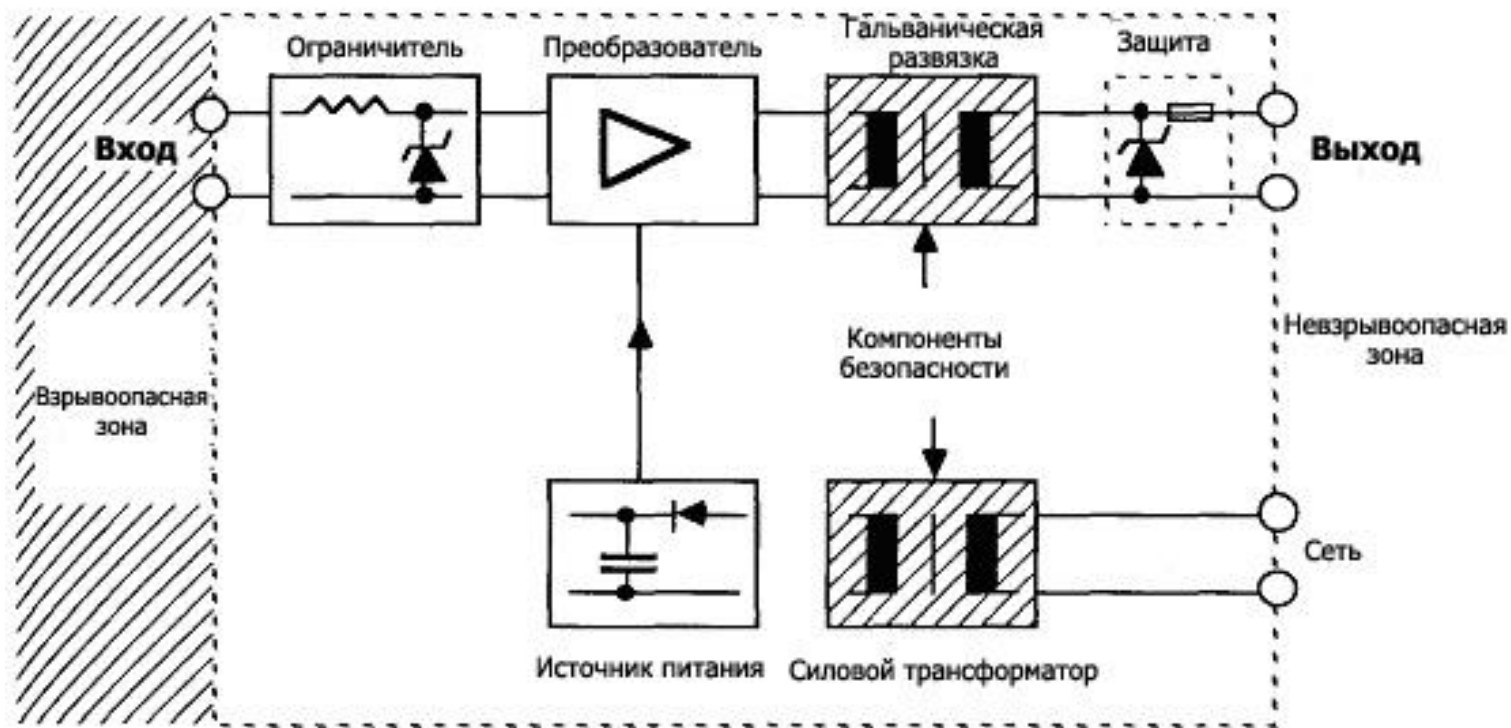 Ограничитель
Преобразователь
Гальваническая
развязка
Защита
Вход
Выход
Взрывоопасная
зона
Компоненты
безопасности
Невзрывоопасная
зона
Сеть
Источник питания
Силовой трансформатор